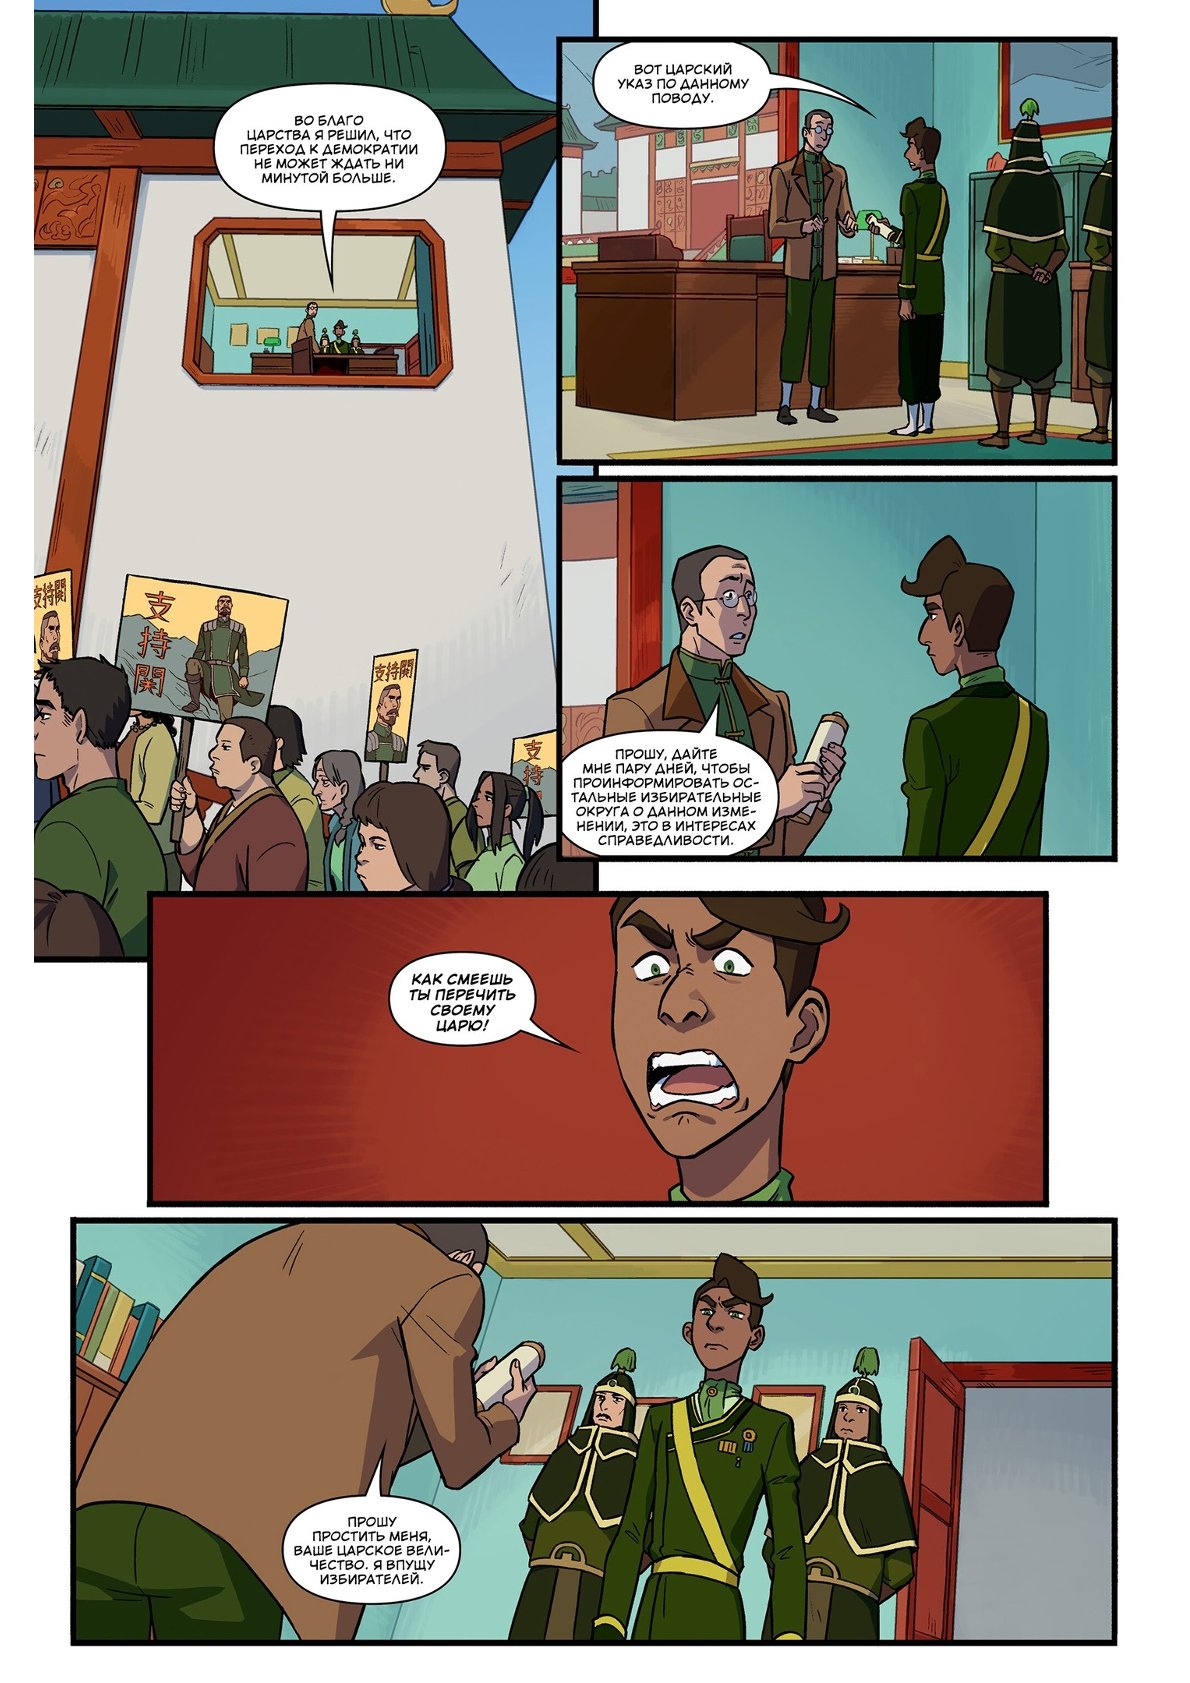 ВО БЛАГО
ЦАРСТВА Я РЕШИЛ, ЧТО
ПЕРЕХОД К ДЕМОКРАТИИ
НЕ МОЖЕТ ЖДАТЬ НИ
МИНУТОЙ БОЛЬШЕ.
ВОТ ЦАРСКИЙ
УКАЗ ПО ДАННОМУ
ПОВОДУ.
支持関
支持関
支持関
支
持
ПРОШУ, ДАЙТЕ
МНЕ ПАРУ ДНЕЙ, ЧТОБЫ
ПРОИНФОРМИРОВАТЬ ОС-
ТАЛЬНЫЕ ИЗБИРАТЕЛЬНЫЕ
ОКРУГА О ДАННОМ ИЗМЕ-
НЕНИИ, ЭТО В ИНТЕРЕСАХ
СПРАВЕДЛИВОСТИ.
КАК СМЕЕШЬ
ТЫ ПЕРЕЧИТЬ
СВОЕМУ
ЦАРЮ!
ПРОШУ
ПРОСТИТЬ МЕНЯ,
ВАШЕ ЦАРСКОЕ ВЕЛИ-
ЧЕСТВО. Я ВПУЩУ
ИЗБИРАТЕЛЕЙ.